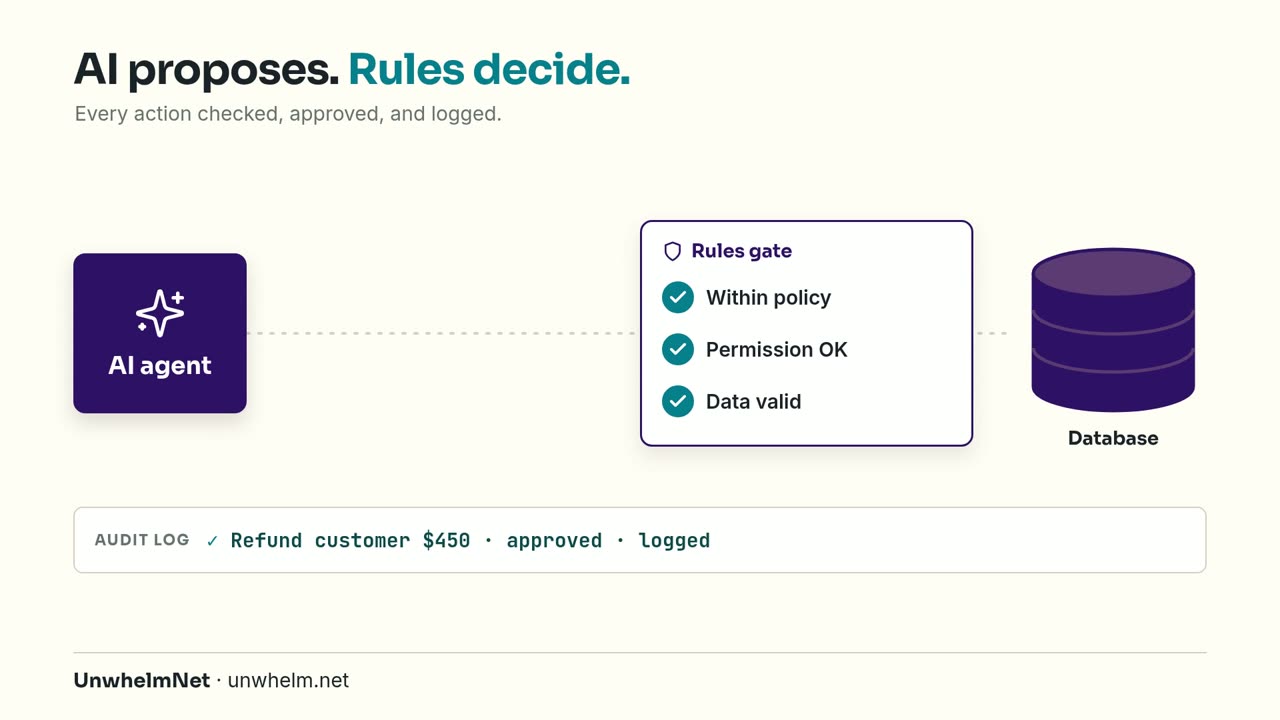 AI proposes. Rules decide.
Every action checked, approved, and logged.
AI agent
Rules gate
Within policy
Permission OK
Data valid
Database
AUDIT LOG ✓ Refund customer $450 · approved · logged
UnwhelmNet · unwhelm.net